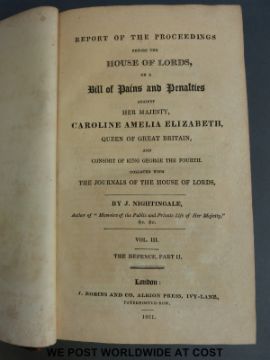 REPORT OF THE PROCEEDINGS
BEFORE THE
HOUSE OF LORDS,
ON A
Bill of Pains and Penalties
AGAINST
HER MAJESTY,
CAROLINE AMELIA ELIZABETH,
QUEEN OF GREAT BRITAIN,
AND
CONSORT OF KING GEORGE THE FOURTH.
COLLATED WITH
THE JOURNALS OF THE HOUSE OF LORDS,
BY J. NIGHTINGALE,
Author of "Memoirs of the Public and Private Life of Her Majesty,"
&c. &c.
VOL. III.
THE DEFENCE, PART II.
London:
J. ROBINS AND CO. ALBION PRESS, IVY-LANE,
PATERNOSTER-ROW.
1821.
WE POST WORLDWIDE AT COST